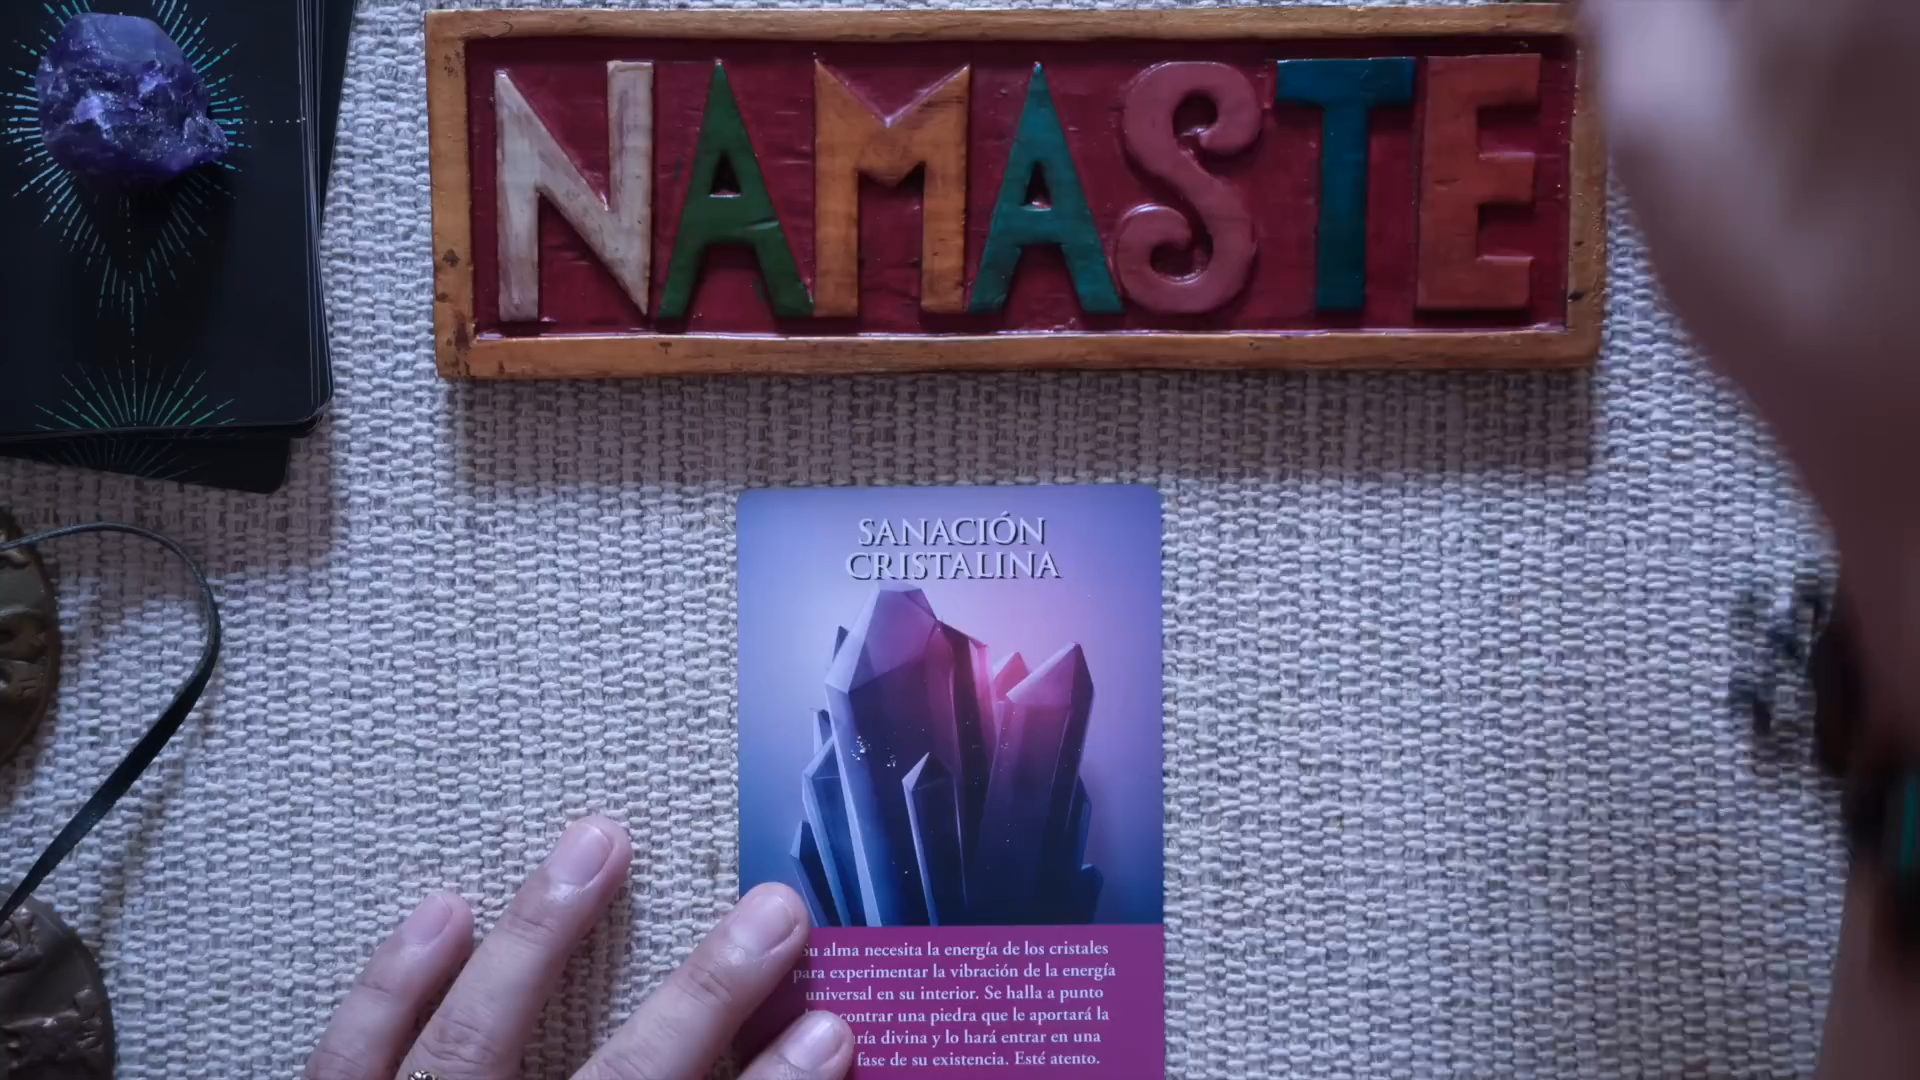 NAMASTE
SANACIÓN
CRISTALINA
Su alma necesita la energía de los cristales
para experimentar la vibración de la energía
universal en su interior. Se halla a punto
contrar una piedra que le aportará la
ría divina y lo hará entrar en una
fase de su existencia. Esté atento.